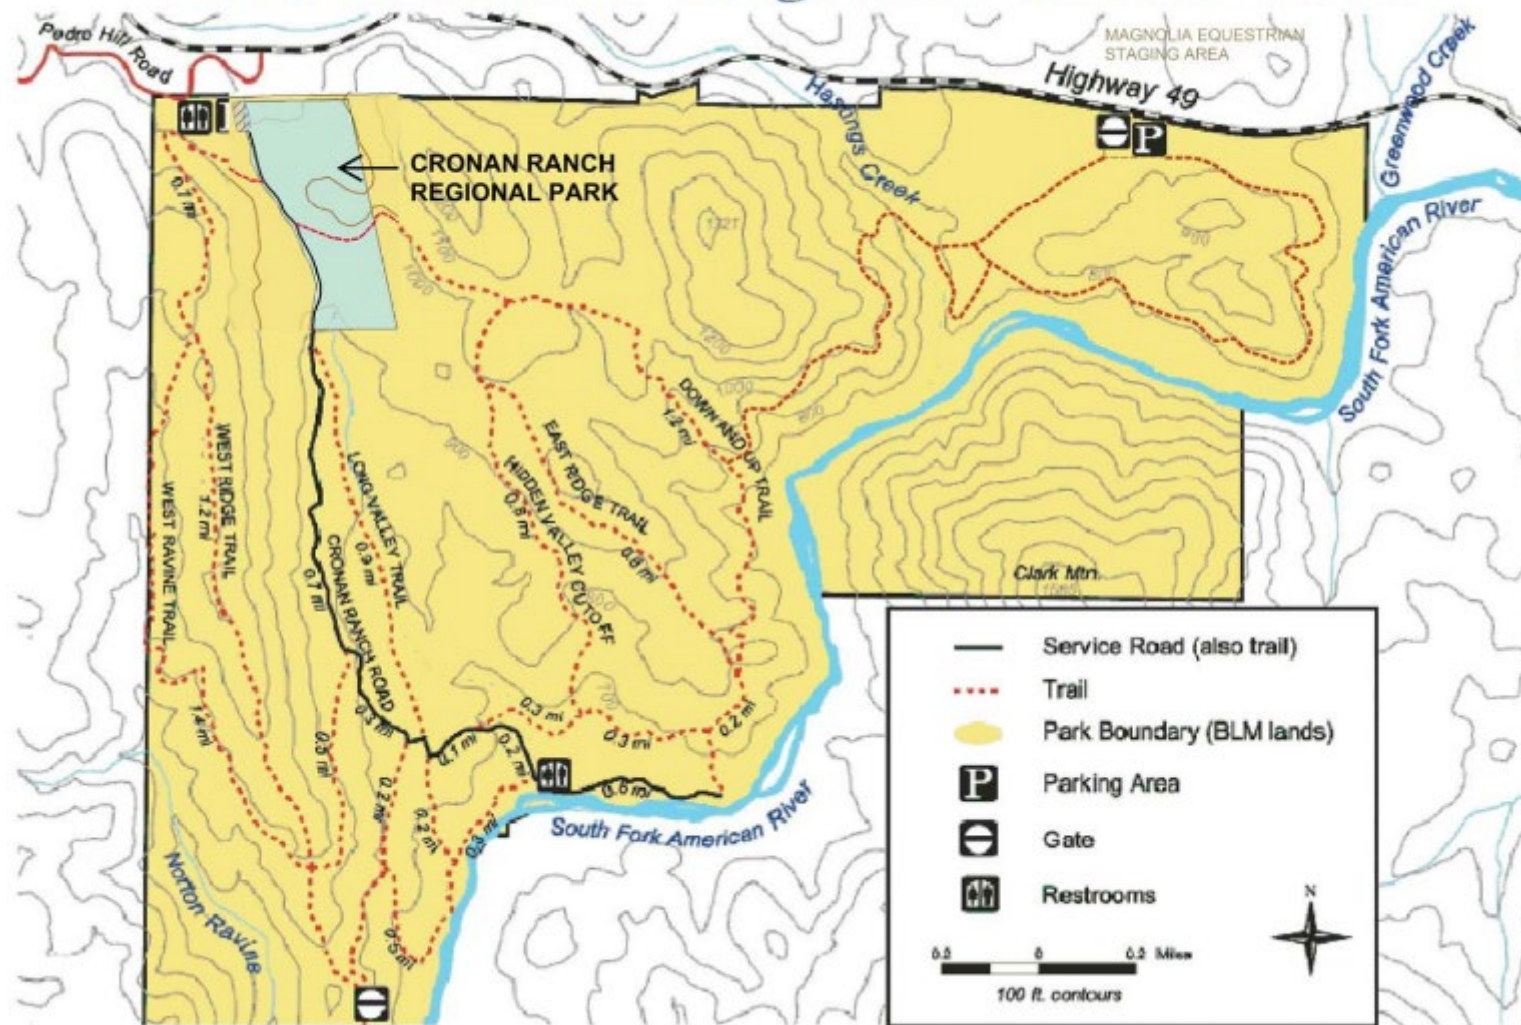 MAGNOLIA EQUESTRIAN
STAGING AREA
Pedro Hill Road
Highway 49
Greenwood Creek
Hastings Creek
CRONAN RANCH
REGIONAL PARK
South Fork American River
0.7 mi
1321
1000
1200
1000
800
DOWN AND UP TRAIL
1.2 mi
EAST RIDGE TRAIL
0.8 mi
HIDDEN VALLEY CUTOFF
0.8 mi
WEST RIDGE TRAIL
1.2 mi
WEST RAVINE TRAIL
1.4 mi
LONG VALLEY TRAIL
0.9 mi
CRONAN RANCH ROAD
0.7 mi
0.3 mi
Clark Mtn.
0.3 mi
0.3 mi
0.2 mi
0.1 mi
0.2 mi
0.6 mi
0.2 mi
0.2 mi
0.3 mi
0.5 mi
South Fork American River
Norton Ravine
Service Road (also trail)
Trail
Park Boundary (BLM lands)
P
Parking Area
Gate
Restrooms
N
0 0.2 Miles
100 ft. contours